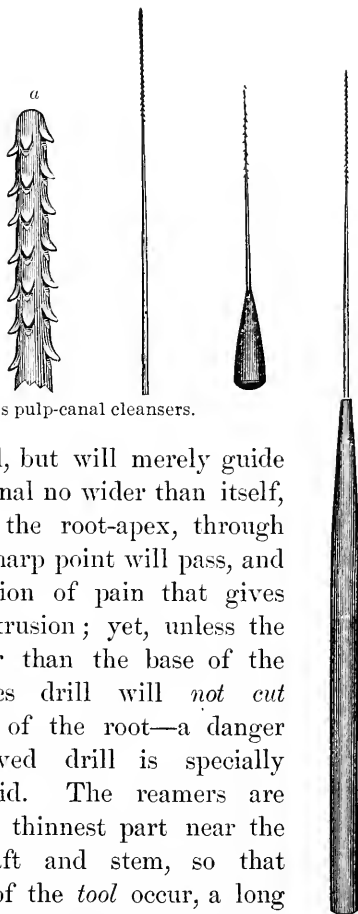 a
s pulp-canal cleansers.
l, but will merely guide
nal no wider than itself,
the root-apex, through
harp point will pass, and
ion of pain that gives
trusion; yet, unless the
r than the base of the
es drill will not cut
of the root—a danger
ved drill is specially
id. The reamers are
thinnest part near the
aft and stem, so that
of the tool occur, a long